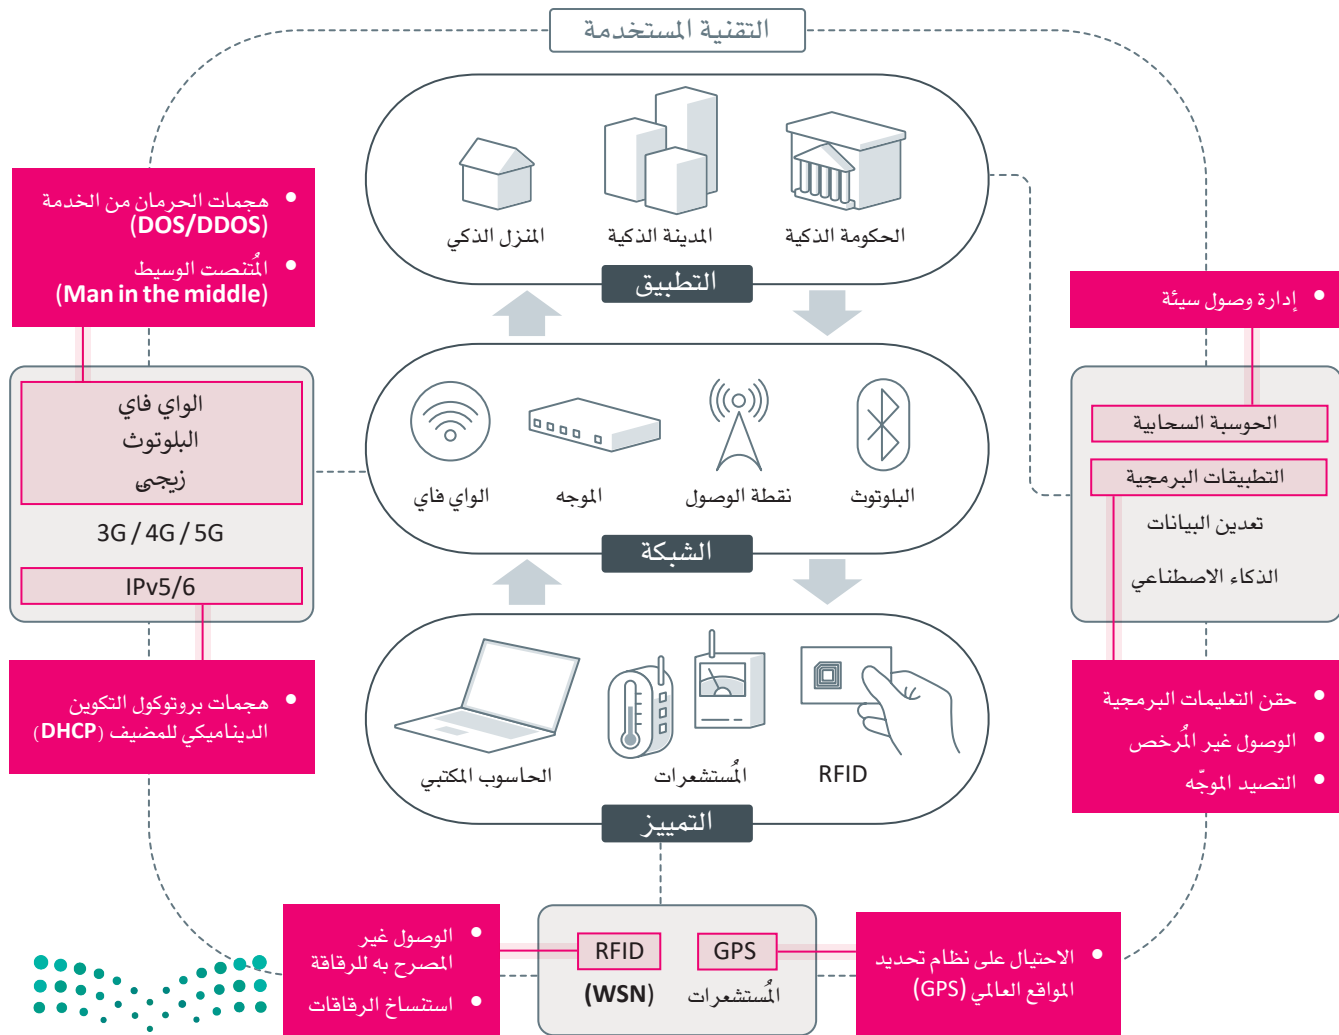 التقنية المستخدمة
الحكومة الذكية
المدينة الذكية
المنزل الذكي
التطبيق
• إدارة وصول سيئة
الحوسبة السحابية
التطبيقات البرمجية
تعدين البيانات
الذكاء الاصطناعي
• حقن التعليمات البرمجية
• الوصول غير المُرخص
• التصيد الموجّه
• هجمات الحرمان من الخدمة
(DOS/DDOS)
• المُتنصت الوسيط
(Man in the middle)
البلوتوث
نقطة الوصول
الموجه
الواي فاي
الشبكة
الواي فاي
البلوتوث
زيجبي
3G / 4G / 5G
IPv5/6
• هجمات بروتوكول التكوين
الديناميكي للمضيف (DHCP)
RFID
المُستشعرات
الحاسوب المكتبي
التمييز
• الاحتيال على نظام تحديد
المواقع العالمي (GPS)
GPS
RFID
المُستشعرات
(WSN)
• الوصول غير
المصرح به للرقاقة
• استنساخ الرقاقات